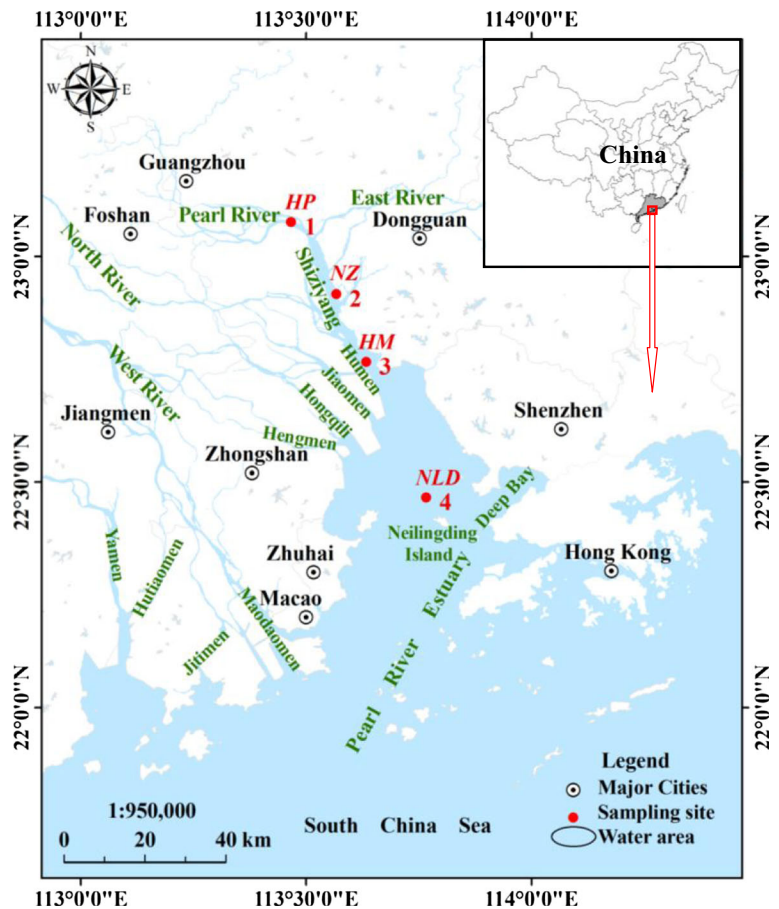 113°0'0"E 113°30'0"E 114°0'0"E
N
W E
S
China
Guangzhou
HP
East River
Pearl River
1
Foshan
Dongguan
23°0'0"N
23°0'0"N
North River
Shiziyang
NZ
2
HM
3
Humen
West River
Jiaomen
Hongqili
Jiangmen
Shenzhen
Hengmen
Zhongshan
22°30'0"N
22°30'0"N
NLD
4
Deep Bay
Neilingding
Island
Yamen
Hutiaomen
Zhuhai
Hong Kong
Macao
Maodaomen
Jitimen
Pearl River Estuary
22°0'0"N
22°0'0"N
Legend
Major Cities
Sampling site
Water area
1:950,000
0 20 40 km
South China Sea
113°0'0"E 113°30'0"E 114°0'0"E